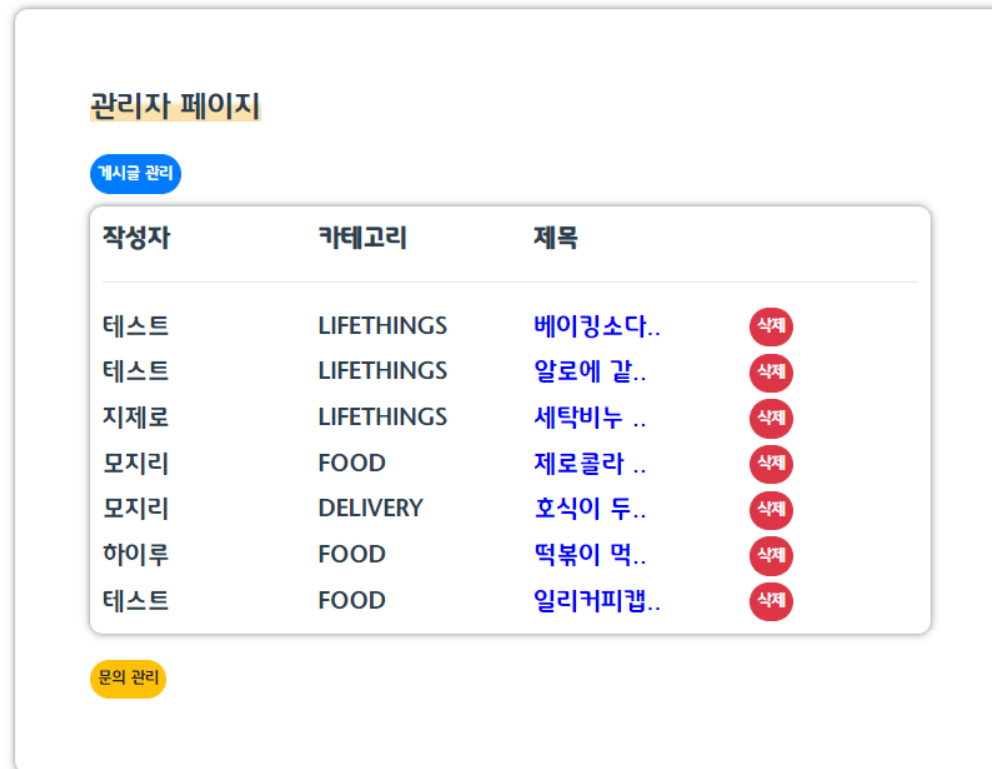 관리자 페이지
게시글 관리
작성자 카테고리 제목
테스트 LIFETHINGS 베이킹소다.. 삭제
테스트 LIFETHINGS 알로에 같.. 삭제
지제로 LIFETHINGS 세탁비누 .. 삭제
모지리 FOOD 제로콜라 .. 삭제
모지리 DELIVERY 호식이 두.. 삭제
하이루 FOOD 떡볶이 먹.. 삭제
테스트 FOOD 일리커피캡.. 삭제
문의 관리